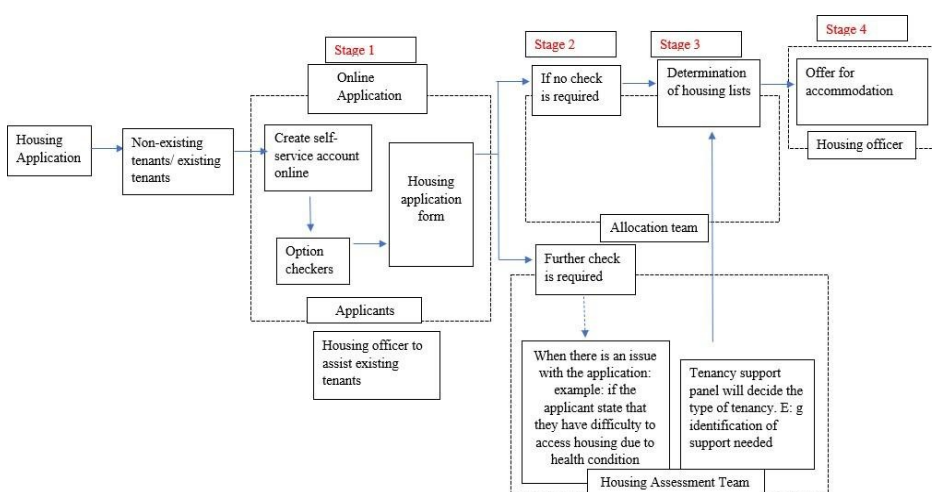 Stage 1
Stage 2
Stage 3
Stage 4
Housing
Application
Non-existing
tenants/ existing
tenants
Online
Application
Create self-
service account
online
Option
checkers
Housing
application
form
Applicants
Housing officer to
assist existing
tenants
If no check
is required
Determination
of housing lists
Allocation team
Offer for
accommodation
Housing officer
Further check
is required
When there is an issue
with the application:
example: if the
applicant state that
they have difficulty to
access housing due to
health condition
Tenancy support
panel will decide the
type of tenancy. E: g
identification of
support needed
Housing Assessment Team